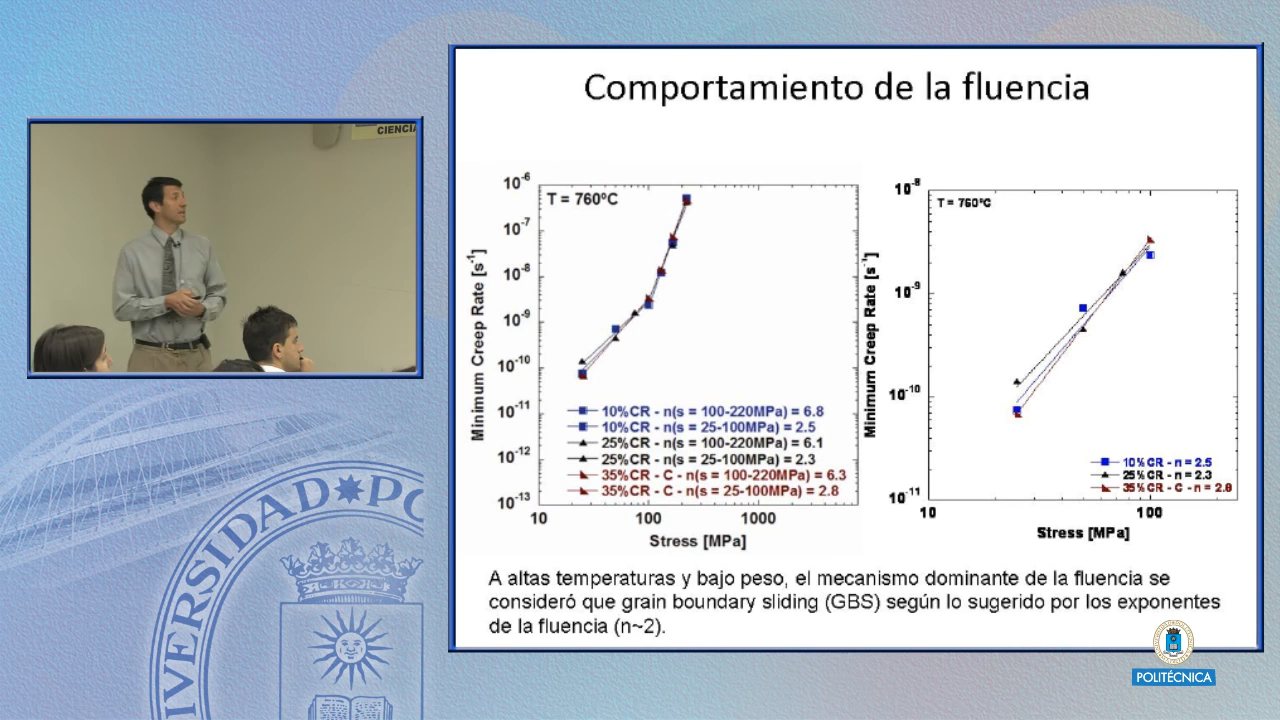 Comportamiento de la fluencia
CIENCIA
T = 760ºC
Minimum Creep Rate [s-1]
10-6
10-7
10-8
10-9
10-10
10-11
10-12
10-13
10%CR - n(s = 100-220MPa) = 6.8
10%CR - n(s = 25-100MPa) = 2.5
25%CR - n(s = 100-220MPa) = 6.1
25%CR - n(s = 25-100MPa) = 2.3
35%CR - C - n(s = 100-220MPa) = 6.3
35%CR - C - n(s = 25-100MPa) = 2.8
10 100 1000
Stress [MPa]
T = 760ºC
Minimum Creep Rate [s-1]
10-8
10-9
10-10
10-11
10%CR - n = 2.5
25%CR - n = 2.3
35%CR - C - n = 2.8
10 100
Stress [MPa]
A altas temperaturas y bajo peso, el mecanismo dominante de la fluencia se
consideró que grain boundary sliding (GBS) según lo sugerido por los exponentes
de la fluencia (n~2).
IVERSIDAD PO
POLITÉCNICA